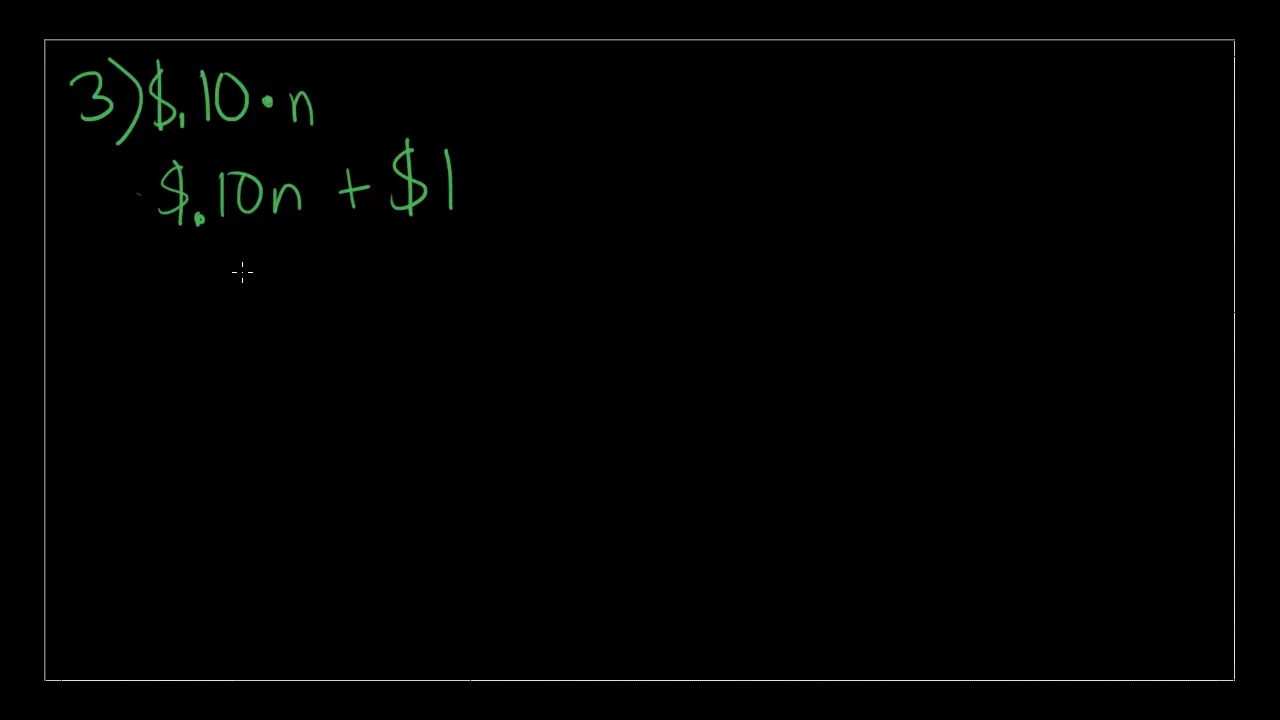 3) $.10 • n
$.10n + $1